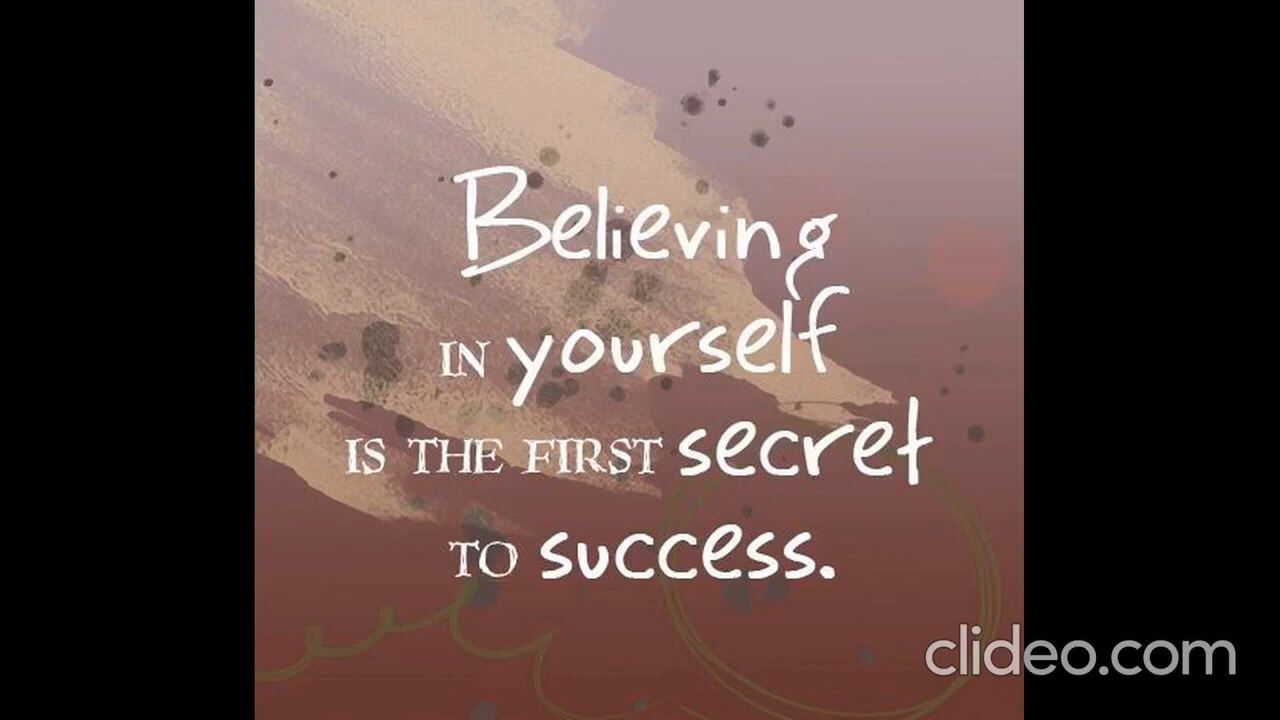 Believing
IN yourself
IS THE FIRST secret
TO success.
clideo.com